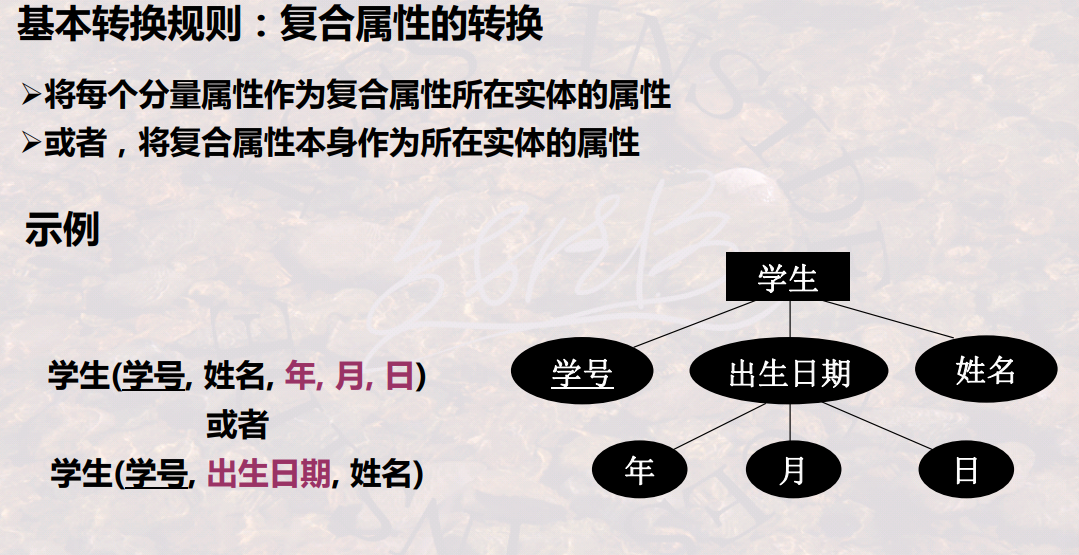 基本转换规则：复合属性的转换
➢将每个分量属性作为复合属性所在实体的属性
➢或者，将复合属性本身作为所在实体的属性
示例
学生
学号 出生日期 姓名
年 月 日
学生(学号, 姓名, 年, 月, 日)
或者
学生(学号, 出生日期, 姓名)